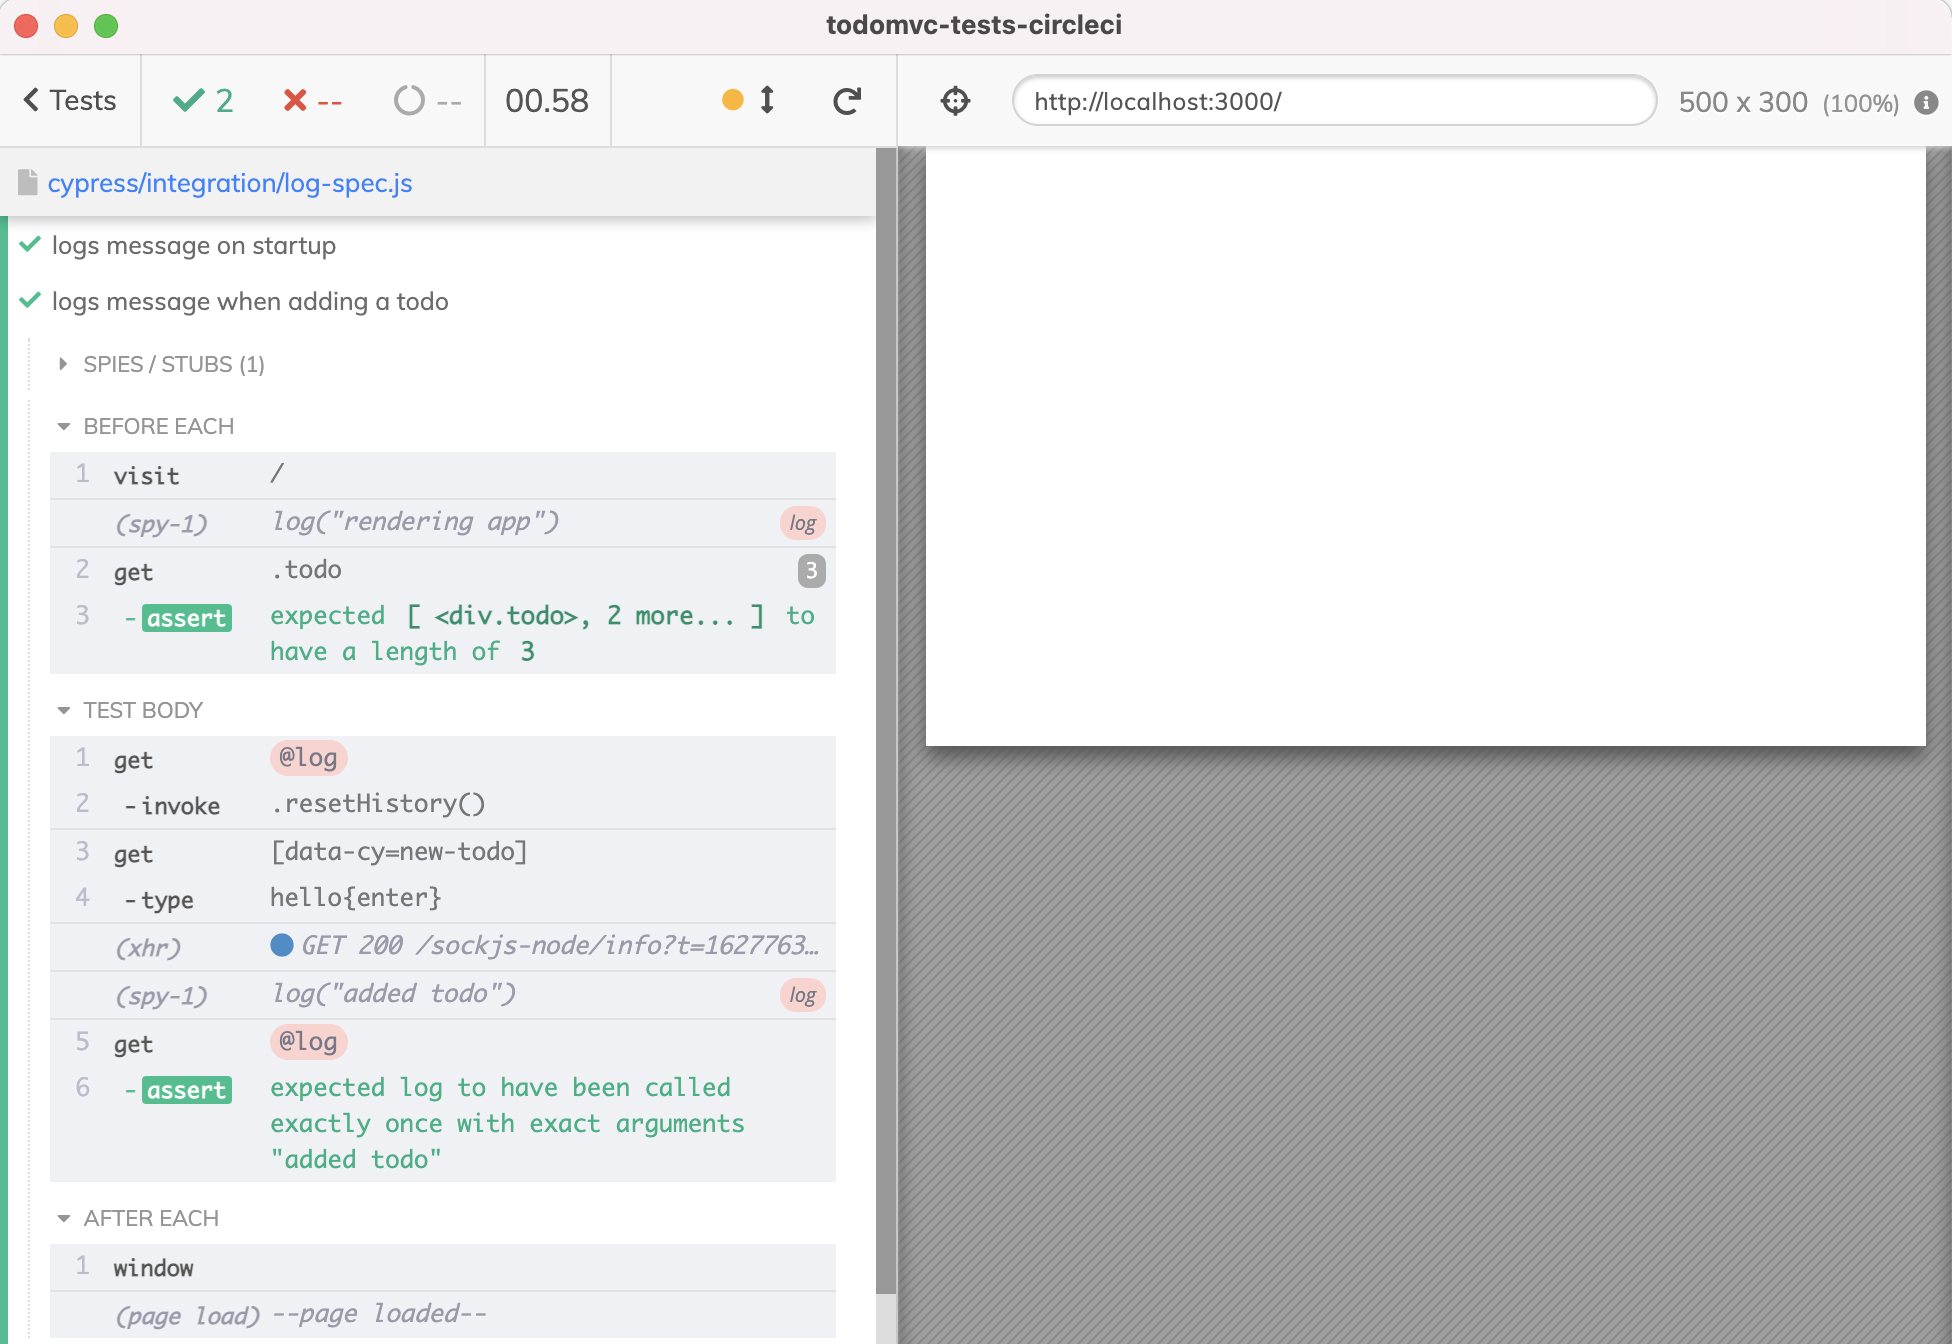 todomvc-tests-circleci
Tests
2
--
--
00.58
http://localhost:3000/
500 x 300 (100%)
cypress/integration/log-spec.js
logs message on startup
logs message when adding a todo
SPIES / STUBS (1)
BEFORE EACH
1 visit /
(spy-1) log("rendering app") log
2 get .todo 3
3 -assert expected [ <div.todo>, 2 more... ] to
have a length of 3
TEST BODY
1 get @log
2 -invoke .resetHistory()
3 get [data-cy=new-todo]
4 -type hello{enter}
(xhr) GET 200 /sockjs-node/info?t=1627763…
(spy-1) log("added todo") log
5 get @log
6 -assert expected log to have been called
exactly once with exact arguments
"added todo"
AFTER EACH
1 window
(page load) --page loaded--